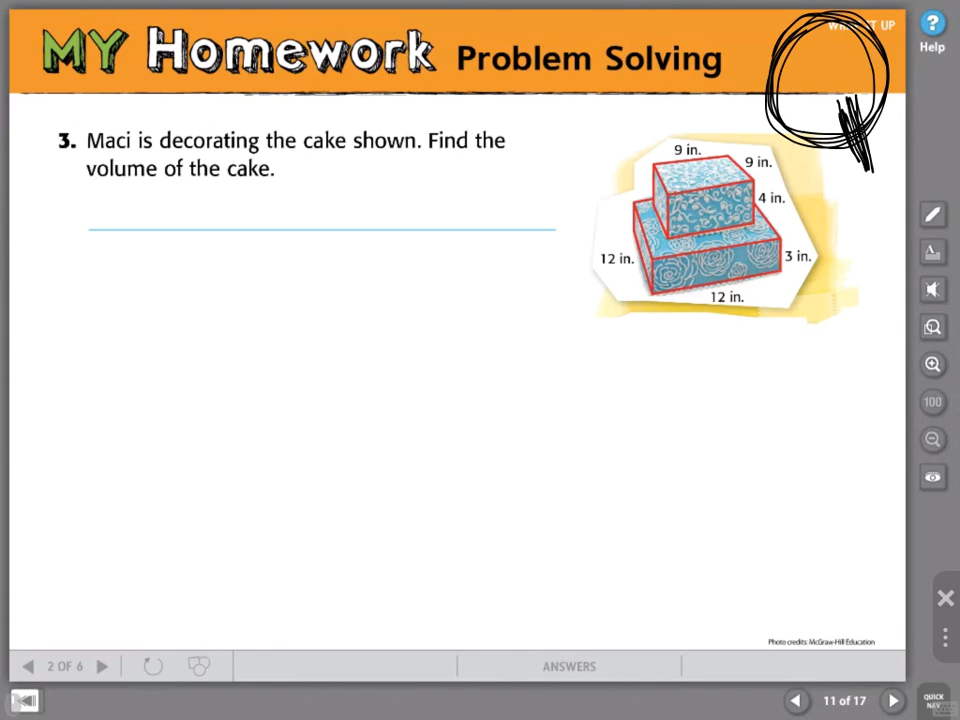 MY Homework Problem Solving
Help
3. Maci is decorating the cake shown. Find the
volume of the cake.
9 in.
9 in.
4 in.
12 in.
3 in.
12 in.
100
Photo credits: McGraw-Hill Education
2 OF 6
ANSWERS
11 of 17
QUICK
NAV